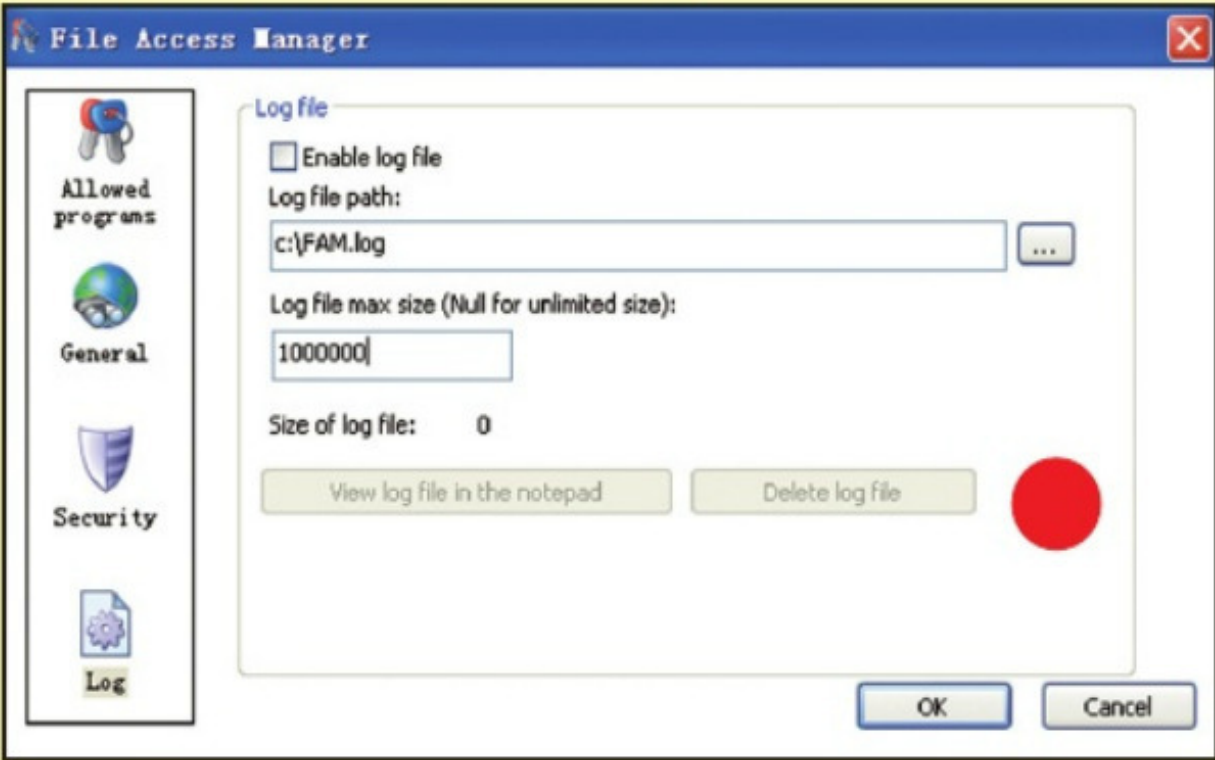 File Access Manager
Allowed
programs
General
Security
Log
Log file
Enable log file
Log file path:
c:\FAM.log
...
Log file max size (Null for unlimited size):
1000000
Size of log file: 0
View log file in the notepad
Delete log file
OK
Cancel